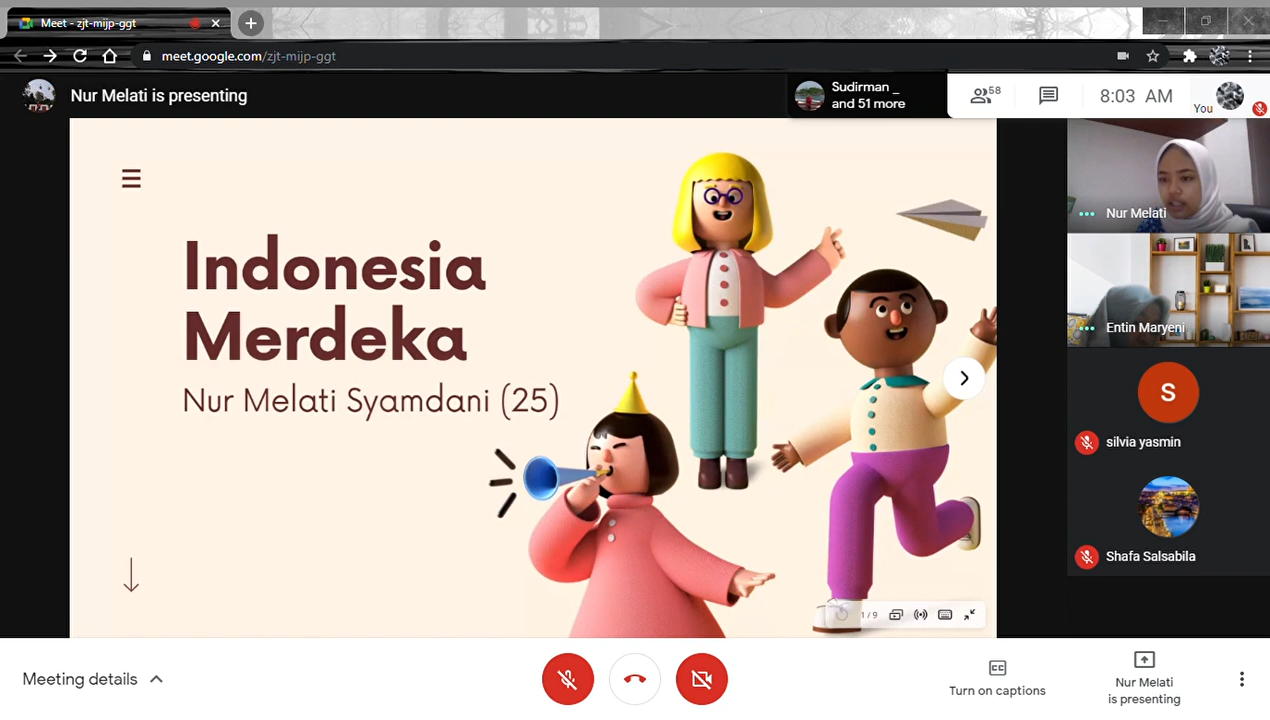 Meet - zjt-mijp-ggt
meet.google.com/zjt-mijp-ggt
Nur Melati is presenting
Sudirman _
and 51 more
58
8:03 AM
You
Indonesia
Merdeka
Nur Melati Syamdani (25)
1 / 9
Nur Melati
Entin Maryeni
S
silvia yasmin
Shafa Salsabila
Meeting details
CC
Turn on captions
Nur Melati
is presenting